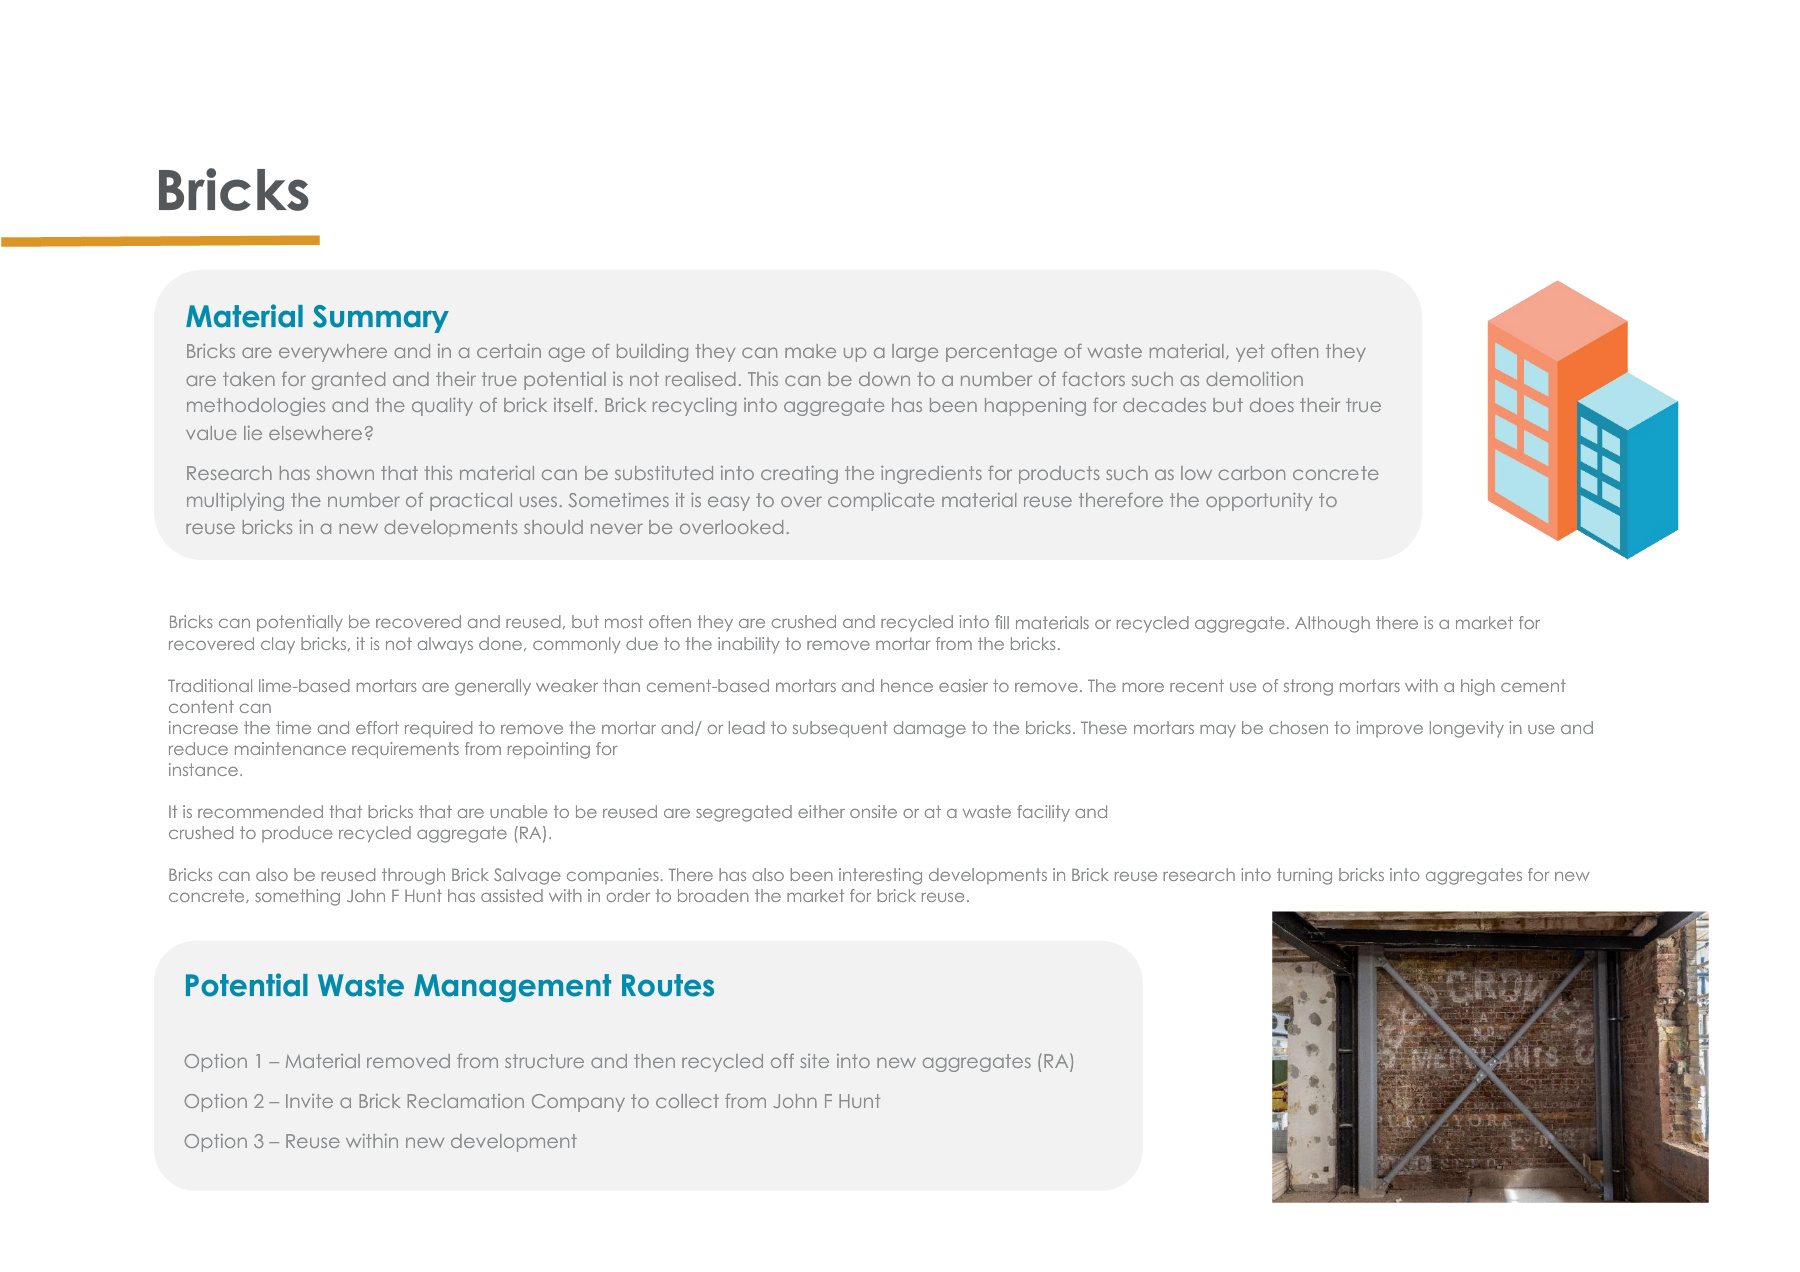 Bricks
Material Summary
Bricks are everywhere and in a certain age of building they can make up a large percentage of waste material, yet often they
are taken for granted and their true potential is not realised. This can be down to a number of factors such as demolition
methodologies and the quality of brick itself. Brick recycling into aggregate has been happening for decades but does their true
value lie elsewhere?
Research has shown that this material can be substituted into creating the ingredients for products such as low carbon concrete
multiplying the number of practical uses. Sometimes it is easy to over complicate material reuse therefore the opportunity to
reuse bricks in a new developments should never be overlooked.
Bricks can potentially be recovered and reused, but most often they are crushed and recycled into fill materials or recycled aggregate. Although there is a market for
recovered clay bricks, it is not always done, commonly due to the inability to remove mortar from the bricks.
Traditional lime-based mortars are generally weaker than cement-based mortars and hence easier to remove. The more recent use of strong mortars with a high cement
content can
increase the time and effort required to remove the mortar and/ or lead to subsequent damage to the bricks. These mortars may be chosen to improve longevity in use and
reduce maintenance requirements from repointing for
instance.
It is recommended that bricks that are unable to be reused are segregated either onsite or at a waste facility and
crushed to produce recycled aggregate (RA).
Bricks can also be reused through Brick Salvage companies. There has also been interesting developments in Brick reuse research into turning bricks into aggregates for new
concrete, something John F Hunt has assisted with in order to broaden the market for brick reuse.
Potential Waste Management Routes
Option 1 – Material removed from structure and then recycled off site into new aggregates (RA)
Option 2 – Invite a Brick Reclamation Company to collect from John F Hunt
Option 3 – Reuse within new development